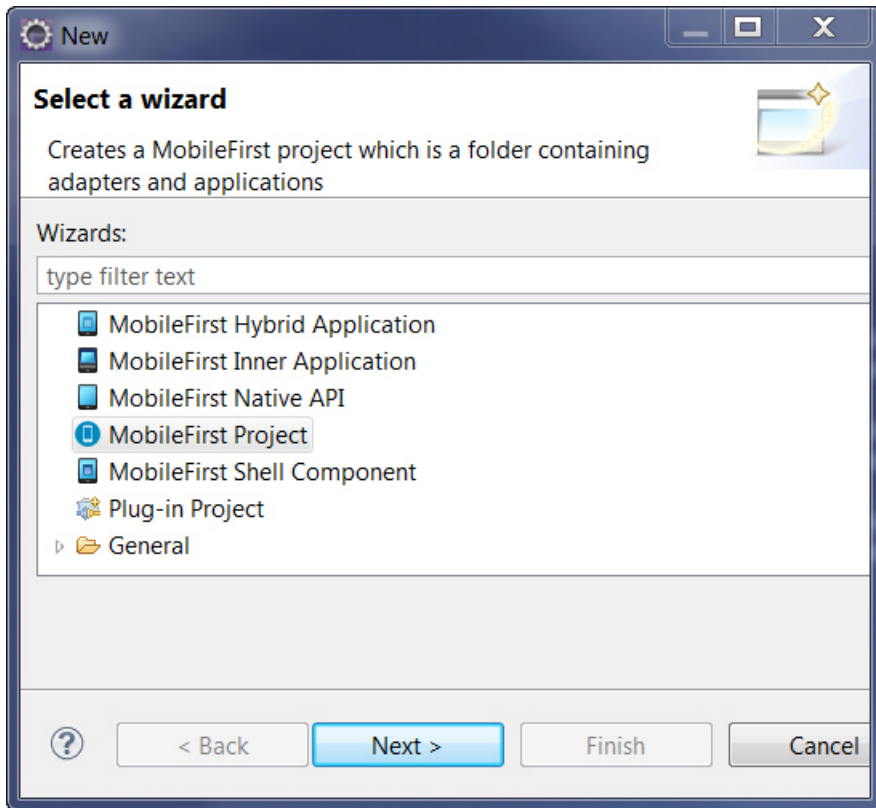 New
Select a wizard
Creates a MobileFirst project which is a folder containing
adapters and applications
Wizards:
type filter text
MobileFirst Hybrid Application
MobileFirst Inner Application
MobileFirst Native API
MobileFirst Project
MobileFirst Shell Component
Plug-in Project
General
? < Back Next > Finish Cancel